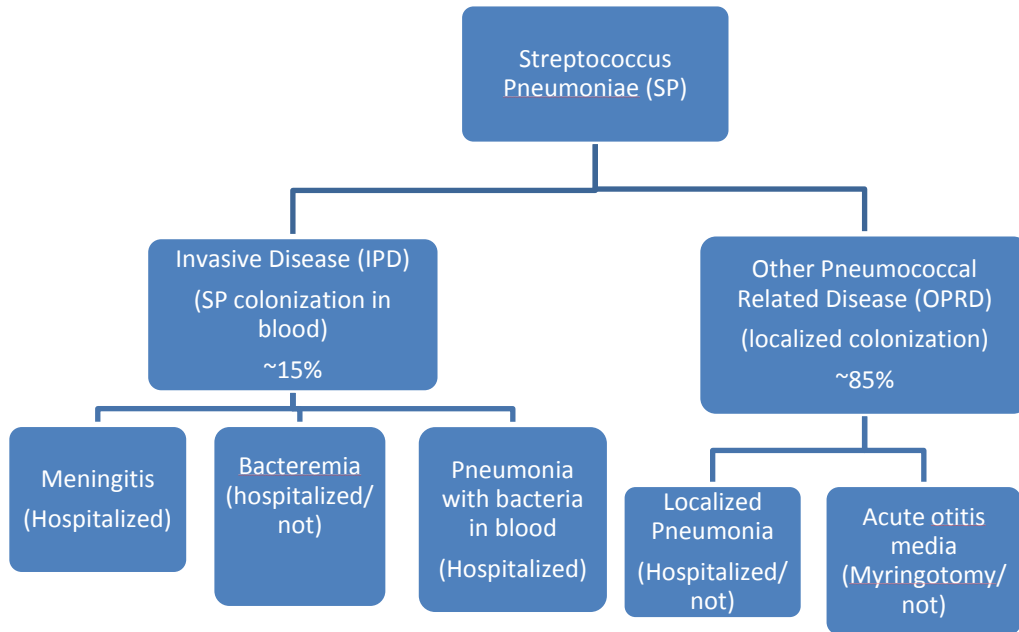 Streptococcus
Pneumoniae (SP)
Invasive Disease (IPD)
(SP colonization in
blood)
~15%
Other Pneumococcal
Related Disease (OPRD)
(localized colonization)
~85%
Meningitis
(Hospitalized)
Bacteremia
(hospitalized/
not)
Pneumonia
with bacteria
in blood
(Hospitalized)
Localized
Pneumonia
(Hospitalized/
not)
Acute otitis
media
(Myringotomy/
not)